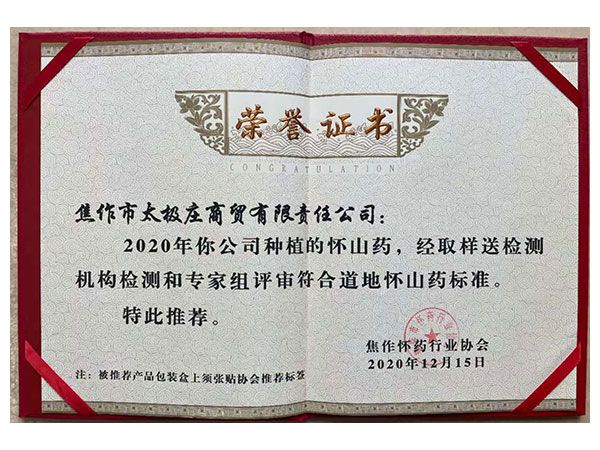 荣誉证书
CONGRATULATION
焦作市太极庄商贸有限责任公司：
2020年你公司种植的怀山药，经取样送检测
机构检测和专家组评审符合道地怀山药标准。
特此推荐。
焦作怀药行业协会
2020年12月15日
注：被推荐产品包装盒上须张贴协会推荐标签